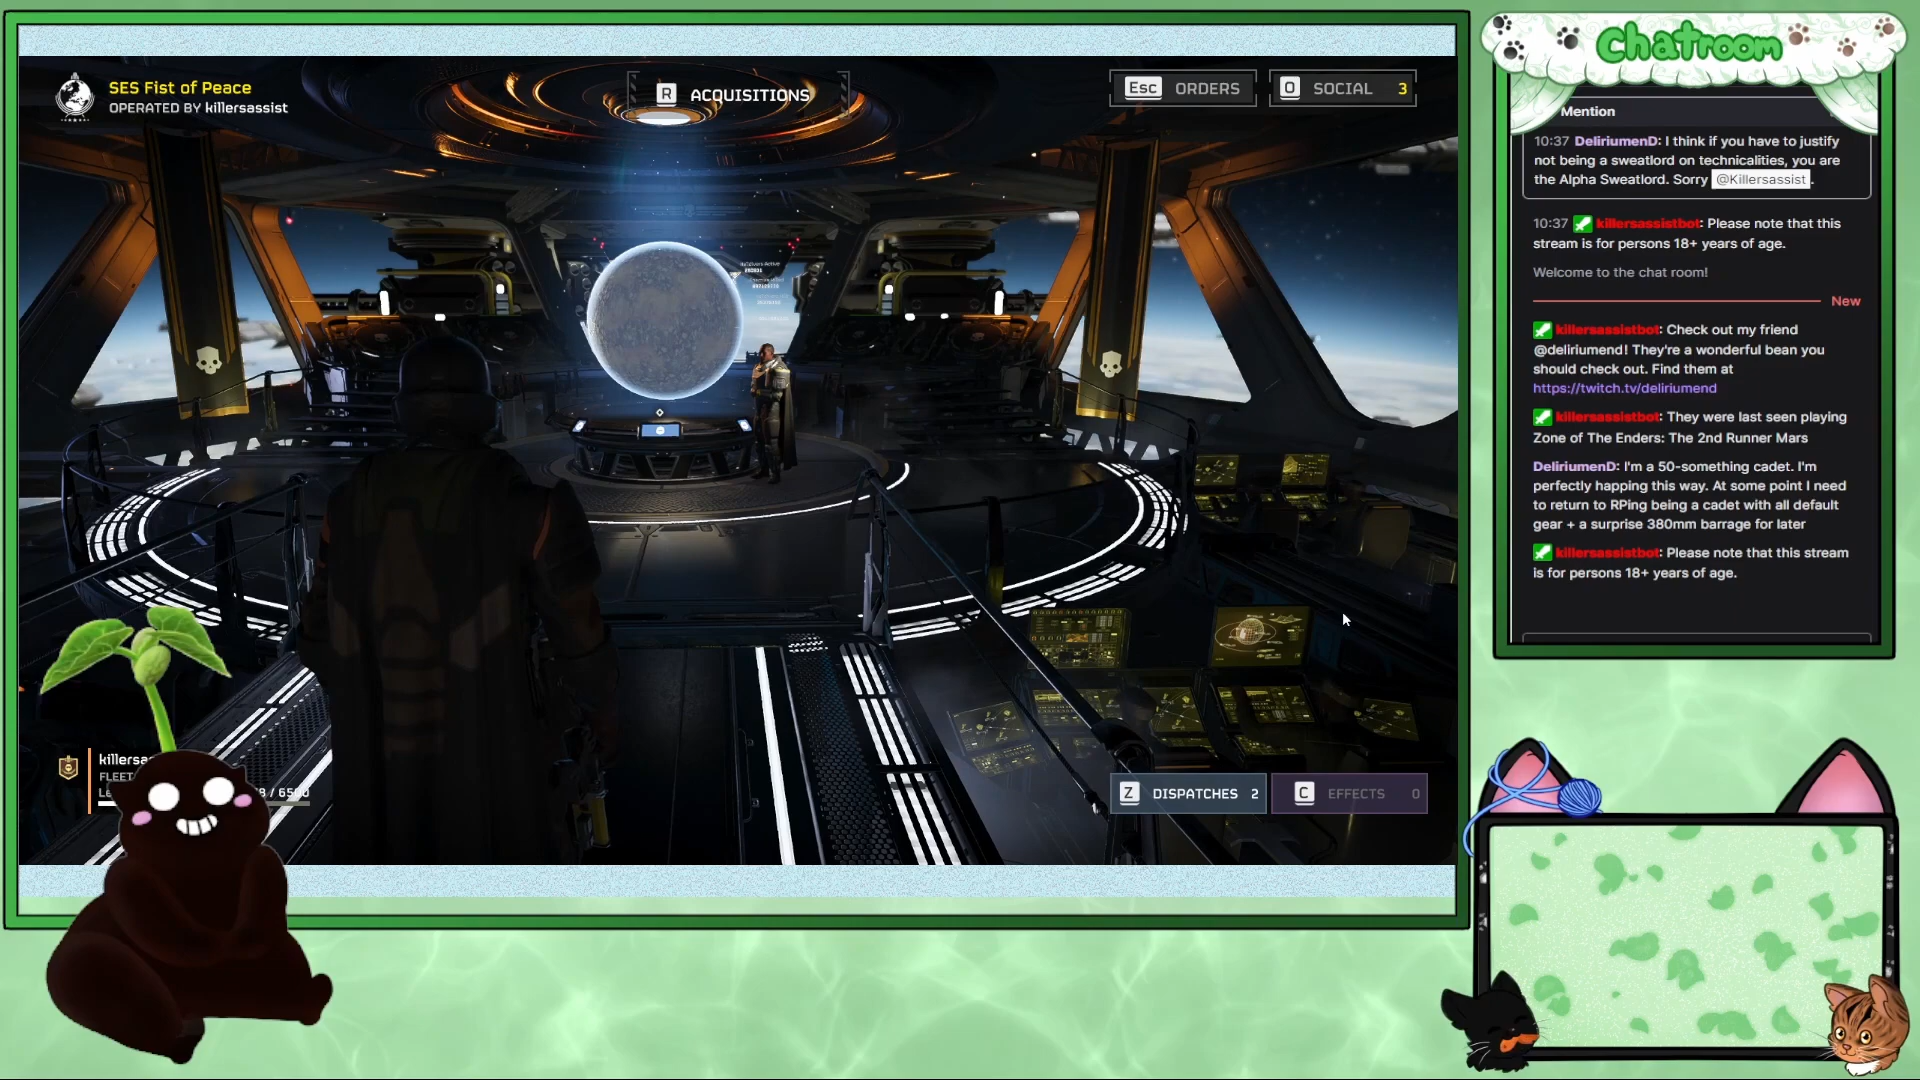 SES Fist of Peace
OPERATED BY killersassist
R ACQUISITIONS
Esc ORDERS
O SOCIAL 3
killersa
FLEET
Le
8 / 6500
Z DISPATCHES 2
C EFFECTS 0
Chatroom
Mention
10:37 DeliriumenD: I think if you have to justify
not being a sweatlord on technicalities, you are
the Alpha Sweatlord. Sorry @Killersassist.
10:37 killersassistbot: Please note that this
stream is for persons 18+ years of age.
Welcome to the chat room!
New
killersassistbot: Check out my friend
@deliriumend! They're a wonderful bean you
should check out. Find them at
https://twitch.tv/deliriumend
killersassistbot: They were last seen playing
Zone of The Enders: The 2nd Runner Mars
DeliriumenD: I'm a 50-something cadet. I'm
perfectly happing this way. At some point I need
to return to RPing being a cadet with all default
gear + a surprise 380mm barrage for later
killersassistbot: Please note that this stream
is for persons 18+ years of age.